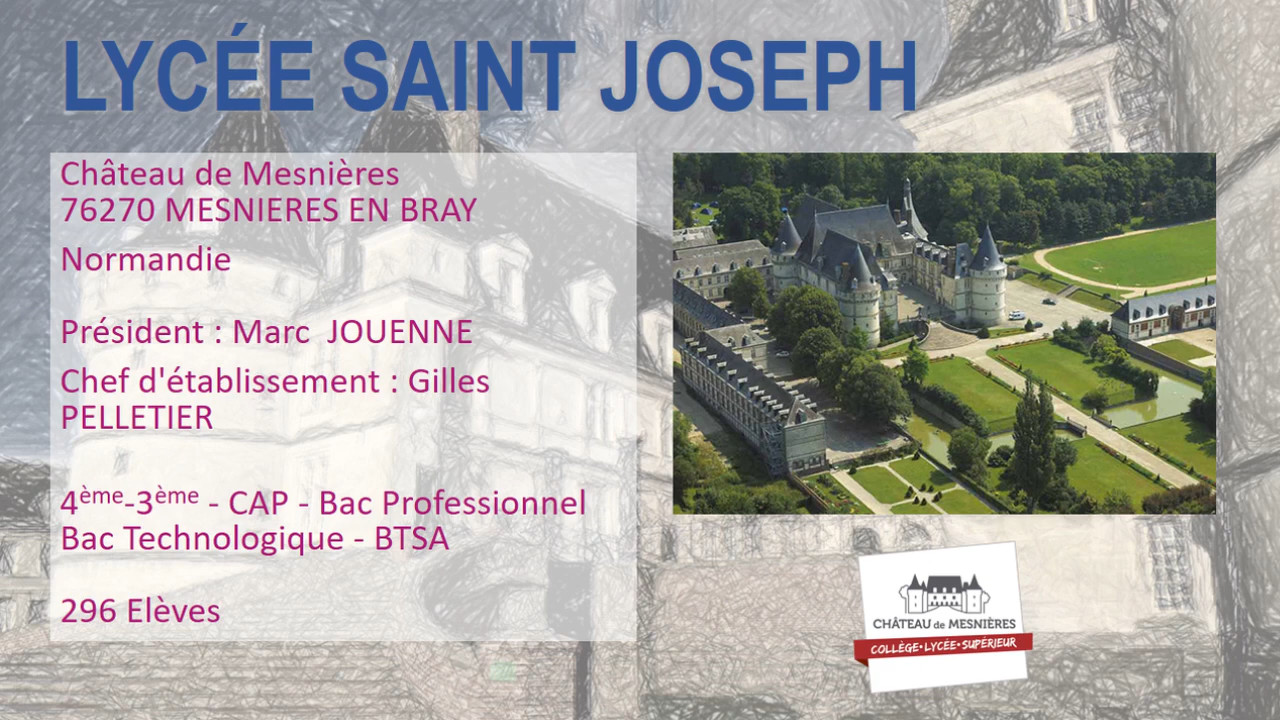 LYCÉE SAINT JOSEPH
Château de Mesnières
76270 MESNIERES EN BRAY
Normandie
Président : Marc  JOUENNE
Chef d'établissement : Gilles
PELLETIER
4ème-3ème - CAP - Bac Professionnel
Bac Technologique - BTSA
296 Elèves
CHÂTEAU de MESNIÈRES
COLLÈGE•LYCÉE•SUPÉRIEUR